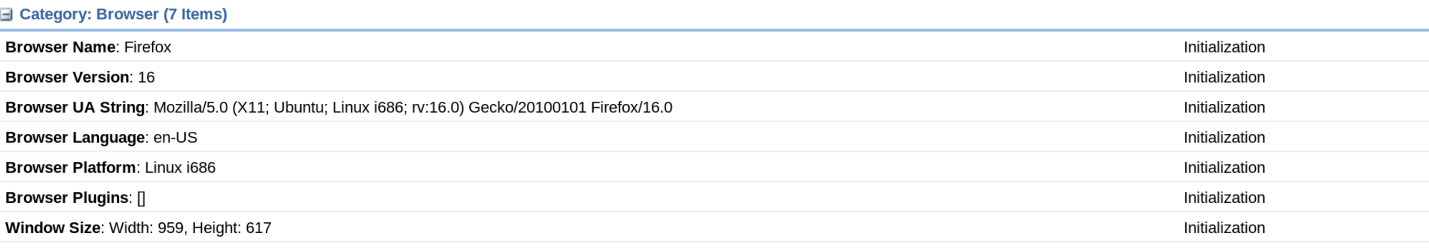 Category: Browser (7 Items)
Browser Name: Firefox Initialization
Browser Version: 16 Initialization
Browser UA String: Mozilla/5.0 (X11; Ubuntu; Linux i686; rv:16.0) Gecko/20100101 Firefox/16.0 Initialization
Browser Language: en-US Initialization
Browser Platform: Linux i686 Initialization
Browser Plugins: [] Initialization
Window Size: Width: 959, Height: 617 Initialization